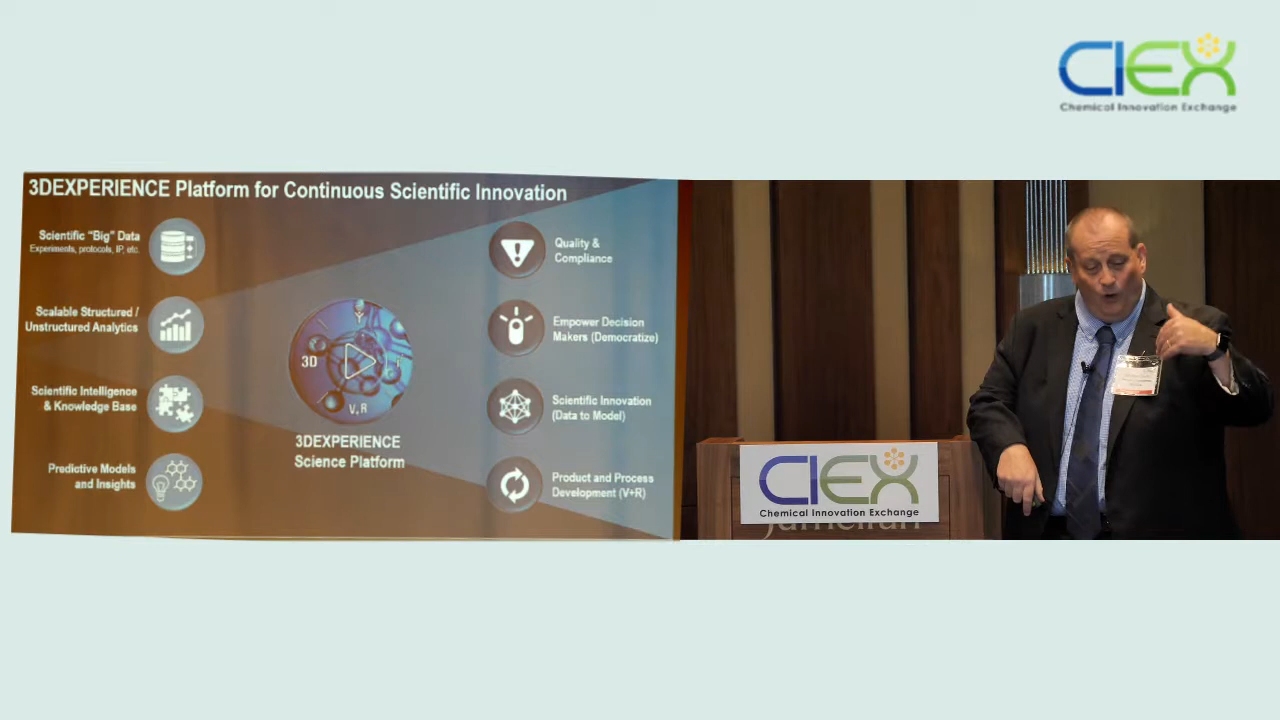 CIEX
Chemical Innovation Exchange
3DEXPERIENCE Platform for Continuous Scientific Innovation
Scientific "Big" Data
Experiments, protocols, IP, etc.
Scalable Structured /
Unstructured Analytics
Scientific Intelligence
& Knowledge Base
Predictive Models
and Insights
3D
V,R
3DEXPERIENCE
Science Platform
Quality &
Compliance
Empower Decision
Makers (Democratize)
Scientific Innovation
(Data to Model)
Product and Process
Development (V+R)
CIEX
Chemical Innovation Exchange